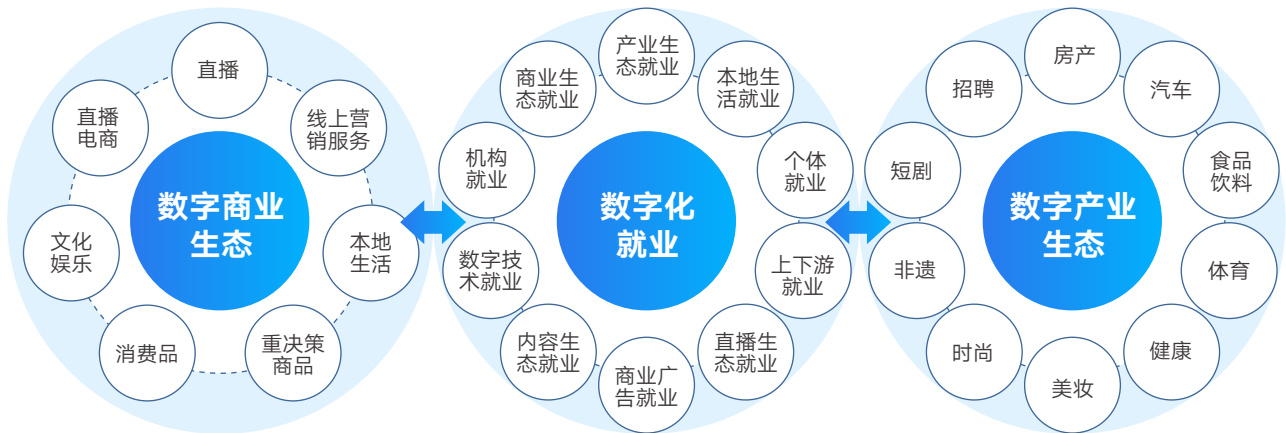 直播
线上营
销服务
本地
生活
重决策
商品
消费品
文化
娱乐
直播
电商
数字商业
生态
产业生
态就业
本地生
活就业
个体
就业
上下游
就业
直播生
态就业
商业广
告就业
内容生
态就业
数字技
术就业
机构
就业
商业生
态就业
数字化
就业
房产
汽车
食品
饮料
体育
健康
美妆
时尚
非遗
短剧
招聘
数字产业
生态